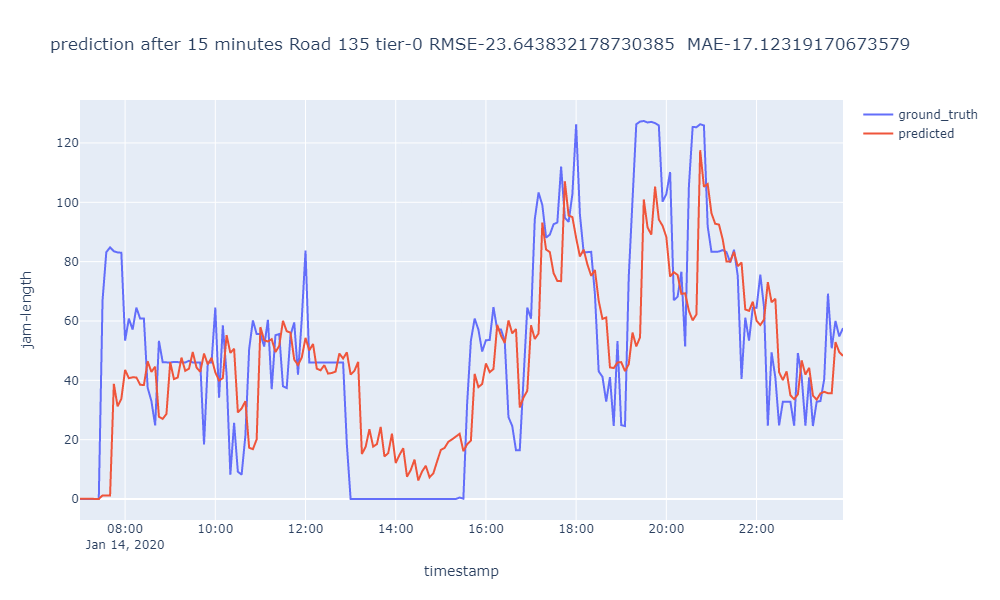 prediction after 15 minutes Road 135 tier-0 RMSE-23.643832178730385  MAE-17.12319170673579
ground_truth
predicted
120
100
80
60
40
20
0
jam-length
08:00 10:00 12:00 14:00 16:00 18:00 20:00 22:00
Jan 14, 2020
timestamp